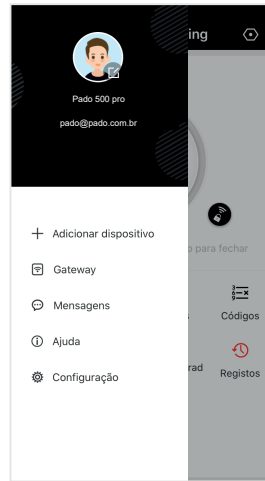 ing
Pado 500 pro
pado@pado.com.br
Adicionar dispositivo
o para fechar
Gateway
Mensagens
s
Códigos
Ajuda
rad
Registos
Configuração